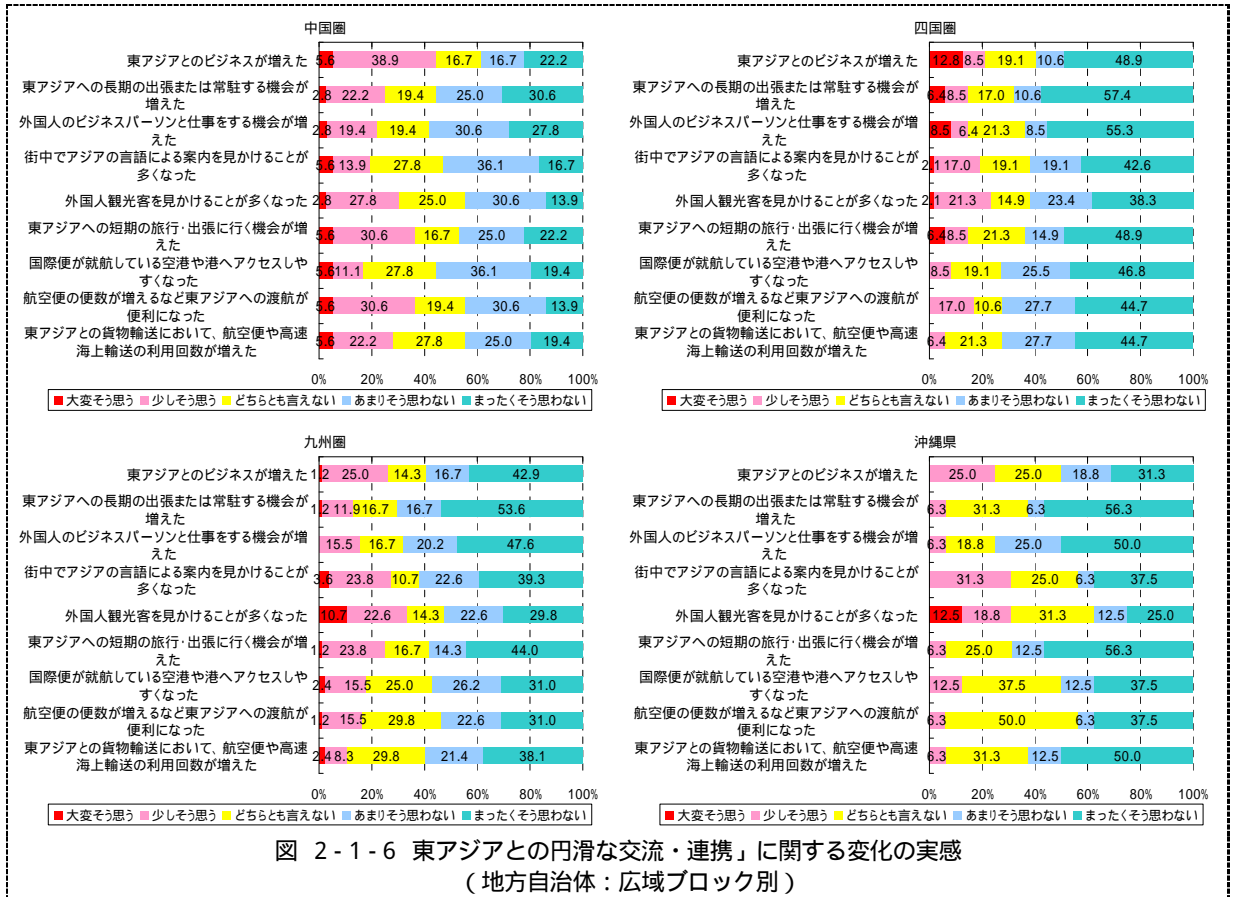 中国圏
東アジアとのビジネスが増えた 5.6 38.9 16.7 16.7 22.2
東アジアへの長期の出張または常駐する機会が
増えた 2.8 22.2 19.4 25.0 30.6
外国人のビジネスパーソンと仕事をする機会が増
えた 2.8 19.4 19.4 30.6 27.8
街中でアジアの言語による案内を見かけることが
多くなった 5.6 13.9 27.8 36.1 16.7
外国人観光客を見かけることが多くなった 2.8 27.8 25.0 30.6 13.9
東アジアへの短期の旅行・出張に行く機会が増
えた 5.6 30.6 16.7 25.0 22.2
国際便が就航している空港や港へアクセスしや
すくなった 5.6 11.1 27.8 36.1 19.4
航空便の便数が増えるなど東アジアへの渡航が
便利になった 5.6 30.6 19.4 30.6 13.9
東アジアとの貨物輸送において、航空便や高速
海上輸送の利用回数が増えた 5.6 22.2 27.8 25.0 19.4
0% 20% 40% 60% 80% 100%
大変そう思う 少しそう思う どちらとも言えない あまりそう思わない まったくそう思わない
四国圏
東アジアとのビジネスが増えた 12.8 8.5 19.1 10.6 48.9
東アジアへの長期の出張または常駐する機会が
増えた 6.4 8.5 17.0 10.6 57.4
外国人のビジネスパーソンと仕事をする機会が増
えた 8.5 6.4 21.3 8.5 55.3
街中でアジアの言語による案内を見かけることが
多くなった 2.1 17.0 19.1 19.1 42.6
外国人観光客を見かけることが多くなった 2.1 21.3 14.9 23.4 38.3
東アジアへの短期の旅行・出張に行く機会が増
えた 6.4 8.5 21.3 14.9 48.9
国際便が就航している空港や港へアクセスしや
すくなった 8.5 19.1 25.5 46.8
航空便の便数が増えるなど東アジアへの渡航が
便利になった 17.0 10.6 27.7 44.7
東アジアとの貨物輸送において、航空便や高速
海上輸送の利用回数が増えた 6.4 21.3 27.7 44.7
0% 20% 40% 60% 80% 100%
大変そう思う 少しそう思う どちらとも言えない あまりそう思わない まったくそう思わない
九州圏
東アジアとのビジネスが増えた 1.2 25.0 14.3 16.7 42.9
東アジアへの長期の出張または常駐する機会が
増えた 1.2 11.9 16.7 16.7 53.6
外国人のビジネスパーソンと仕事をする機会が増
えた 15.5 16.7 20.2 47.6
街中でアジアの言語による案内を見かけることが
多くなった 3.6 23.8 10.7 22.6 39.3
外国人観光客を見かけることが多くなった 10.7 22.6 14.3 22.6 29.8
東アジアへの短期の旅行・出張に行く機会が増
えた 1.2 23.8 16.7 14.3 44.0
国際便が就航している空港や港へアクセスしや
すくなった 2.4 15.5 25.0 26.2 31.0
航空便の便数が増えるなど東アジアへの渡航が
便利になった 1.2 15.5 29.8 22.6 31.0
東アジアとの貨物輸送において、航空便や高速
海上輸送の利用回数が増えた 2.4 8.3 29.8 21.4 38.1
0% 20% 40% 60% 80% 100%
大変そう思う 少しそう思う どちらとも言えない あまりそう思わない まったくそう思わない
沖縄県
東アジアとのビジネスが増えた 25.0 25.0 18.8 31.3
東アジアへの長期の出張または常駐する機会が
増えた 6.3 31.3 6.3 56.3
外国人のビジネスパーソンと仕事をする機会が増
えた 6.3 18.8 25.0 50.0
街中でアジアの言語による案内を見かけることが
多くなった 31.3 25.0 6.3 37.5
外国人観光客を見かけることが多くなった 12.5 18.8 31.3 12.5 25.0
東アジアへの短期の旅行・出張に行く機会が増
えた 6.3 25.0 12.5 56.3
国際便が就航している空港や港へアクセスしや
すくなった 12.5 37.5 12.5 37.5
航空便の便数が増えるなど東アジアへの渡航が
便利になった 6.3 50.0 6.3 37.5
東アジアとの貨物輸送において、航空便や高速
海上輸送の利用回数が増えた 6.3 31.3 12.5 50.0
0% 20% 40% 60% 80% 100%
大変そう思う 少しそう思う どちらとも言えない あまりそう思わない まったくそう思わない
図 2-1-6 東アジアとの円滑な交流・連携」に関する変化の実感
（地方自治体：広域ブロック別）